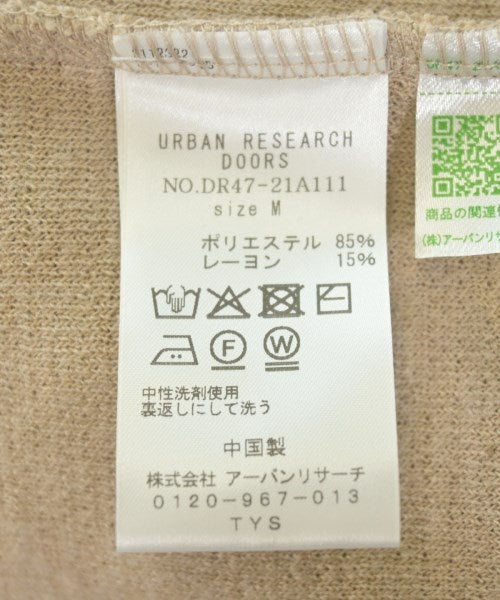 URBAN RESEARCH
DOORS
NO.DR47-21A111
size M
ポリエステル 85%
レーヨン 15%
F
W
中性洗剤使用
裏返しにして洗う
中国製
株式会社 アーバンリサーチ
0120-967-013
TYS
商品の関連
(株)アーバンリサ